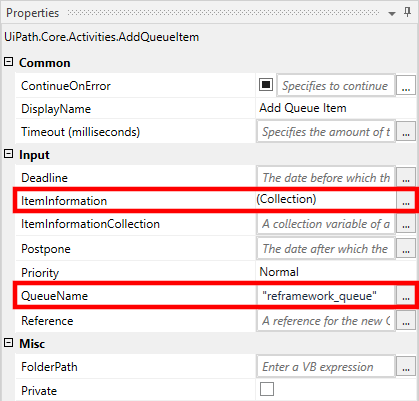 Properties
UiPath.Core.Activities.AddQueueItem
Common
ContinueOnError Specifies to continue ...
DisplayName Add Queue Item
Timeout (milliseconds) Specifies the amount of t ...
Input
Deadline The date before which th ...
ItemInformation (Collection) ...
ItemInformationCollection A collection variable of a ...
Postpone The date after which the ...
Priority Normal
QueueName "reframework_queue" ...
Reference A reference for the new Q ...
Misc
FolderPath Enter a VB expression ...
Private